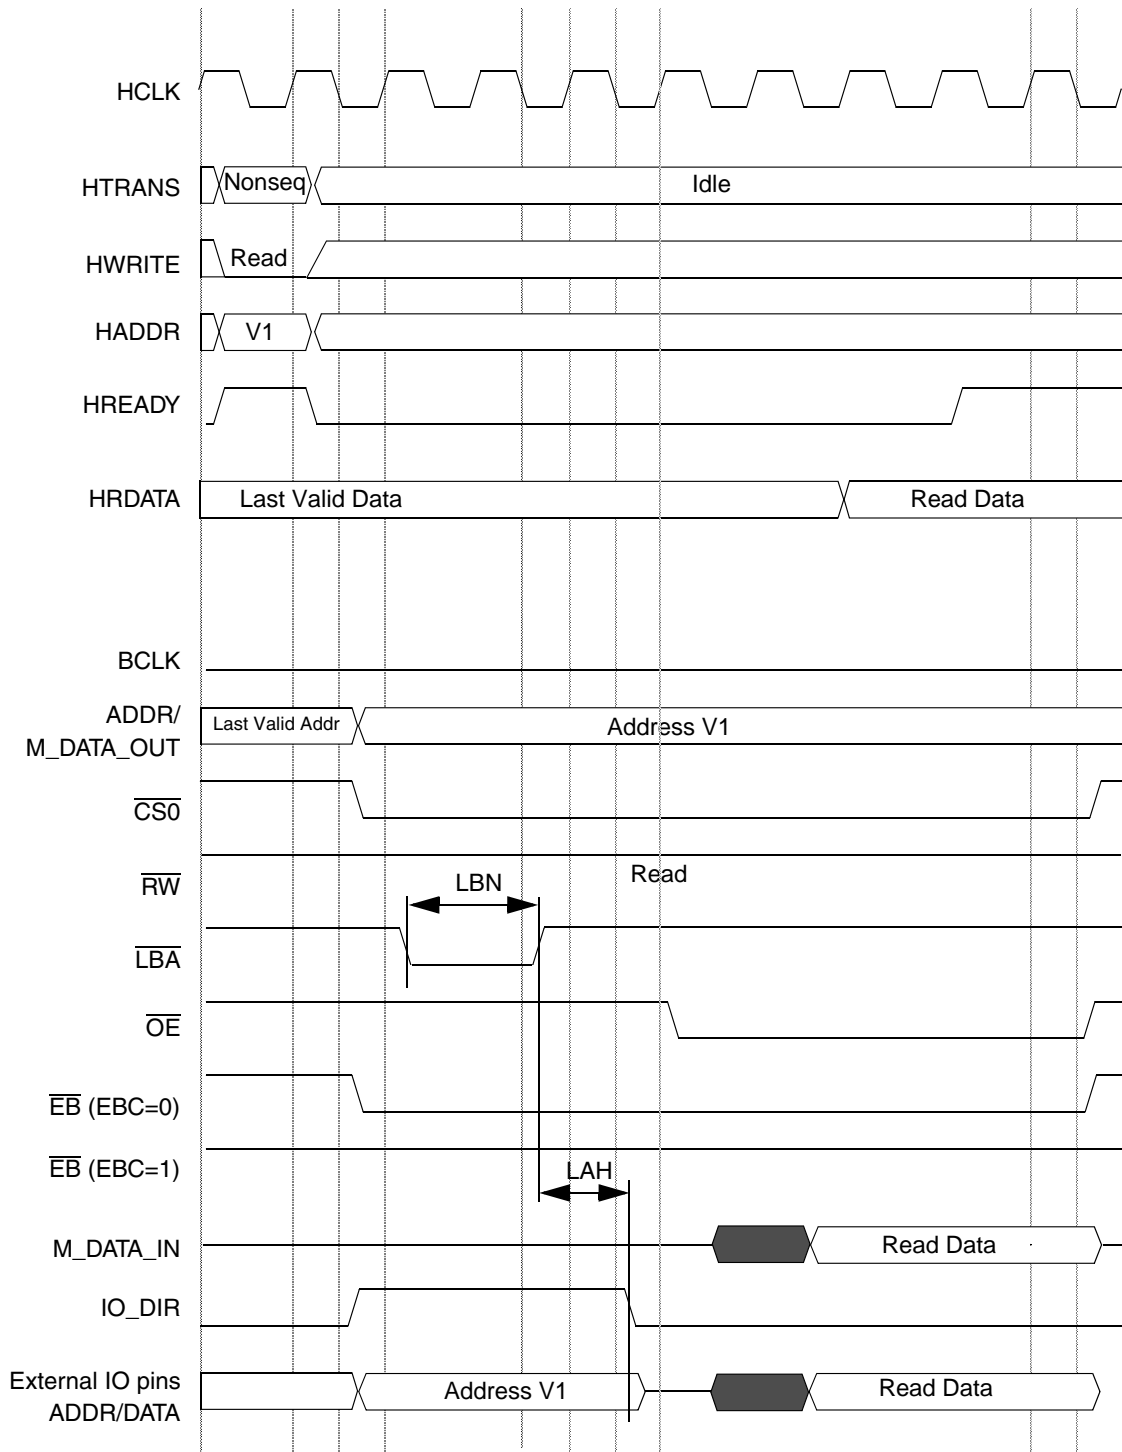 HCLK
HTRANS
Nonseq
Idle
HWRITE
Read
HADDR
V1
HREADY
HRDATA
Last Valid Data
Read Data
BCLK
ADDR/
M_DATA_OUT
Last Valid Addr
Address V1
CS0
RW
Read
LBN
LBA
OE
EB (EBC=0)
EB (EBC=1)
LAH
M_DATA_IN
Read Data
IO_DIR
External IO pins
ADDR/DATA
Address V1
Read Data